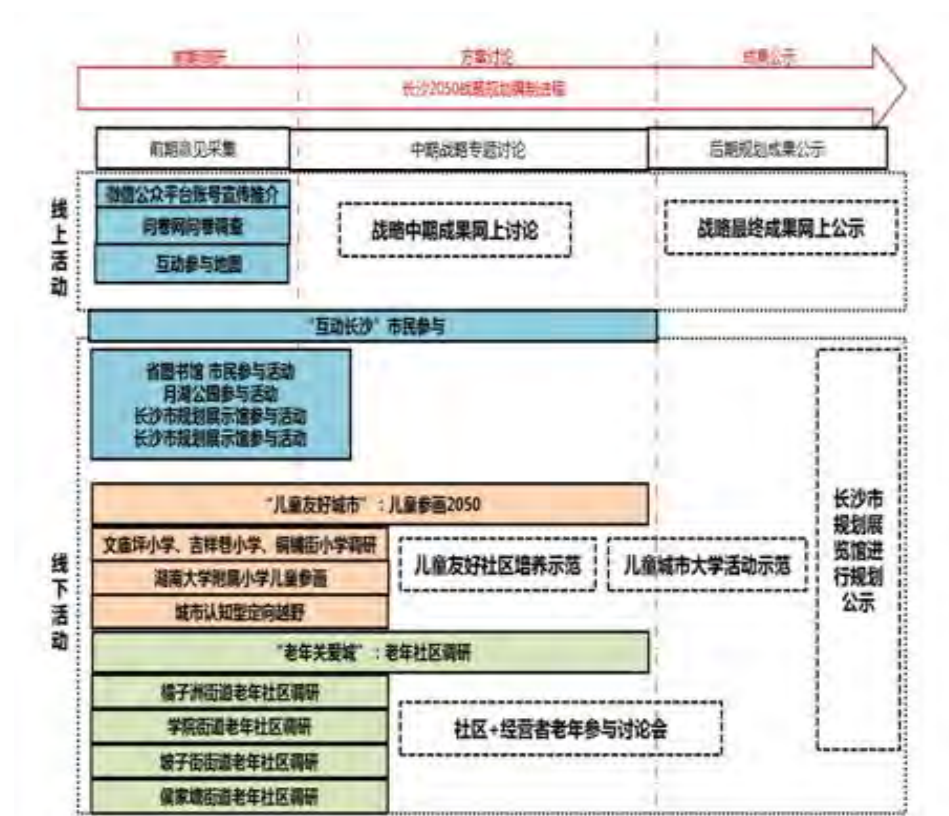 前期调研
方案讨论
成果公示
长沙2050战略规划编制进程
前期意见采集
中期战略专题讨论
后期规划成果公示
线上活动
微信公众平台账号宣传推介
问卷网问卷调查
互动参与地图
战略中期成果网上讨论
战略最终成果网上公示
“互动长沙”市民参与
线下活动
省图书馆 市民参与活动
月湖公园参与活动
长沙市规划展示馆参与活动
长沙市规划展示馆参与活动
“儿童友好城市”:儿童参画2050
文庙坪小学、吉祥巷小学、铜铺街小学调研
湖南大学附属小学儿童参画
城市认知型定向越野
儿童友好社区培养示范
儿童城市大学活动示范
长沙市
规划展
览馆进
行规划
公示
“老年关爱城”:老年社区调研
橘子洲街道老年社区调研
学院街道老年社区调研
坡子街街道老年社区调研
侯家塘街道老年社区调研
社区+经营者老年参与讨论会